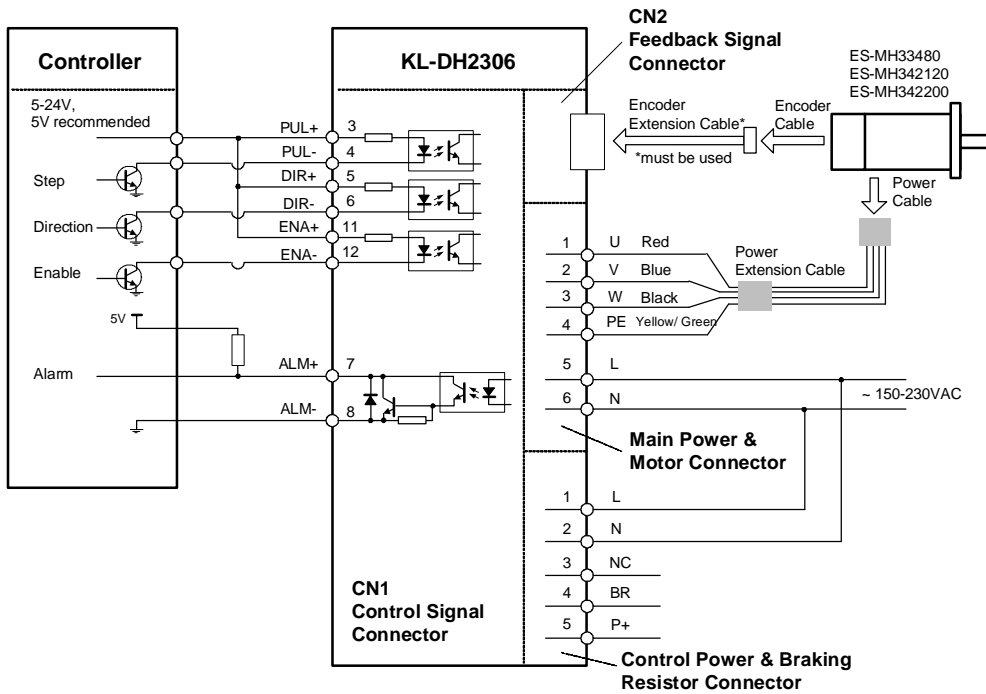 Controller
KL-DH2306
CN2
Feedback Signal
Connector
ES-MH33480
ES-MH342120
ES-MH342200
5-24V,
5V recommended
Encoder
Extension Cable*
*must be used
Encoder
Cable
Power
Cable
PUL+ 3
PUL- 4
DIR+ 5
DIR- 6
ENA+ 11
ENA- 12
Step
Direction
Enable
5V
Alarm
ALM+ 7
ALM- 8
1 U Red
2 V Blue
3 W Black
4 PE Yellow/ Green
Power
Extension Cable
5 L
6 N
~ 150-230VAC
Main Power &
Motor Connector
1 L
2 N
3 NC
4 BR
5 P+
CN1
Control Signal
Connector
Control Power & Braking
Resistor Connector